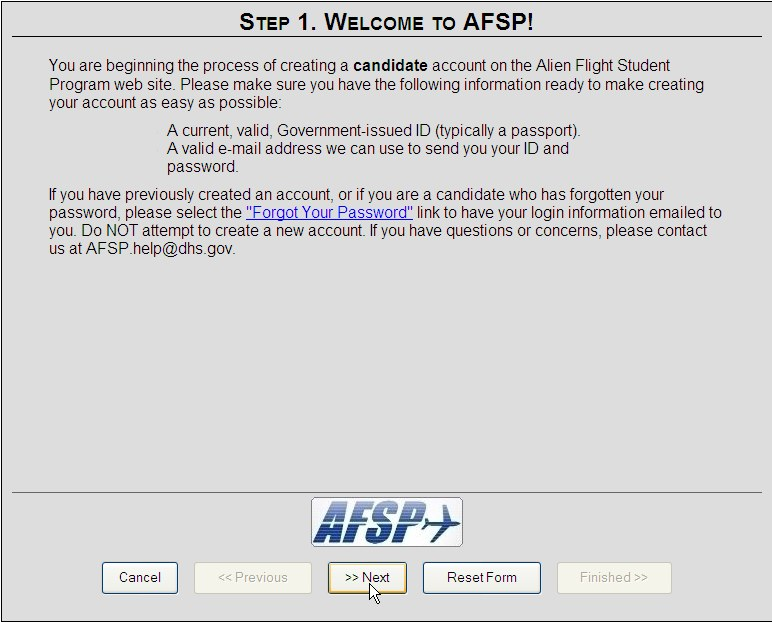 STEP 1. WELCOME TO AFSP!
You are beginning the process of creating a candidate account on the Alien Flight Student
Program web site. Please make sure you have the following information ready to make creating
your account as easy as possible:
A current, valid, Government-issued ID (typically a passport).
A valid e-mail address we can use to send you your ID and
password.
If you have previously created an account, or if you are a candidate who has forgotten your
password, please select the "Forgot Your Password" link to have your login information emailed to
you. Do NOT attempt to create a new account. If you have questions or concerns, please contact
us at AFSP.help@dhs.gov.
AFSP
Cancel << Previous >> Next Reset Form Finished >>